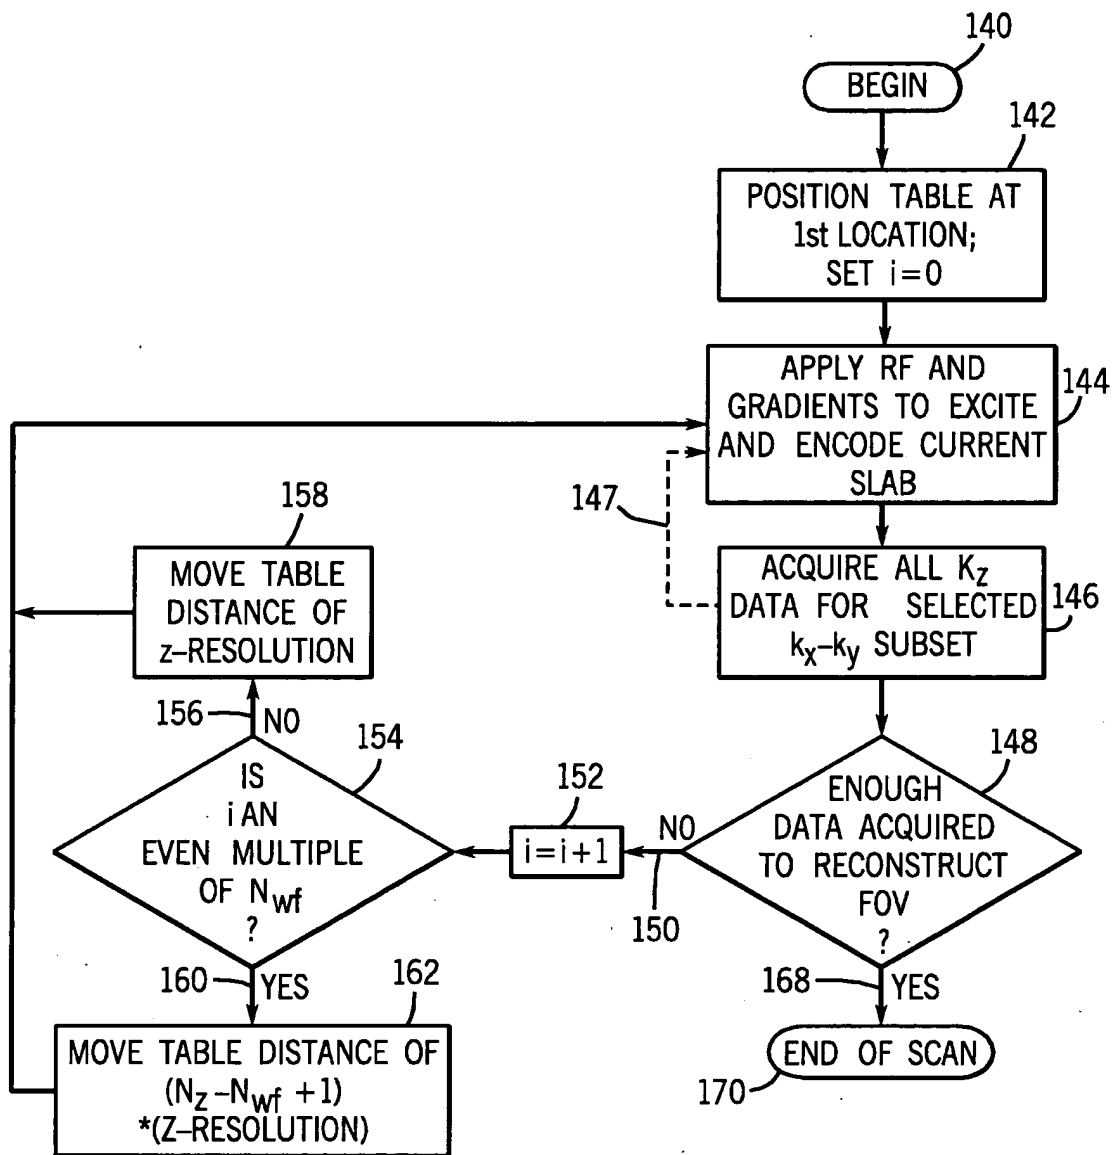 140
BEGIN
142
POSITION TABLE AT
1st LOCATION;
SET i=0
APPLY RF AND
GRADIENTS TO EXCITE
AND ENCODE CURRENT
SLAB
144
147
ACQUIRE ALL Kz
DATA FOR SELECTED
kx–ky SUBSET
146
158
MOVE TABLE
DISTANCE OF
z–RESOLUTION
156
NO
154
IS
i AN
EVEN MULTIPLE
OF Nwf
?
152
i=i+1
NO
150
148
ENOUGH
DATA ACQUIRED
TO RECONSTRUCT
FOV
?
160
YES
162
MOVE TABLE DISTANCE OF
(Nz–Nwf +1)
*(Z–RESOLUTION)
168
YES
END OF SCAN
170